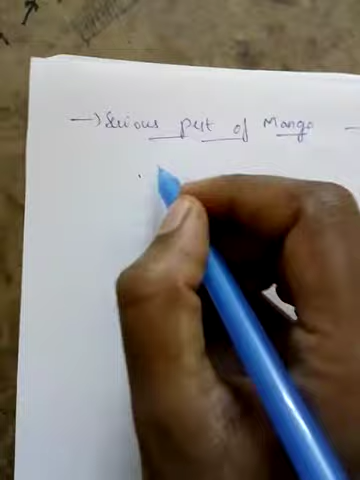 → Serious pest of Mango —